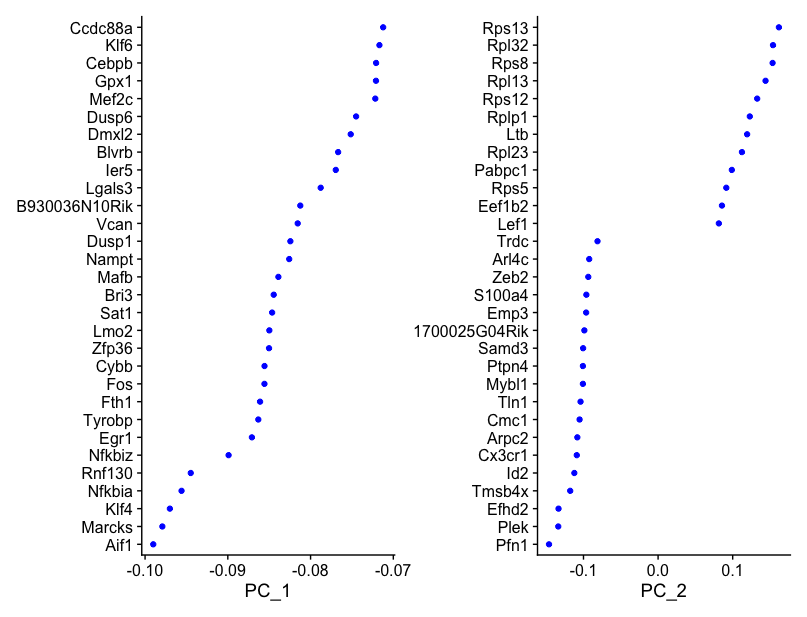 Ccdc88a
Klf6
Cebpb
Gpx1
Mef2c
Dusp6
Dmxl2
Blvrb
Ier5
Lgals3
B930036N10Rik
Vcan
Dusp1
Nampt
Mafb
Bri3
Sat1
Lmo2
Zfp36
Cybb
Fos
Fth1
Tyrobp
Egr1
Nfkbiz
Rnf130
Nfkbia
Klf4
Marcks
Aif1
-0.10 -0.09 -0.08 -0.07
PC_1
Rps13
Rpl32
Rps8
Rpl13
Rps12
Rplp1
Ltb
Rpl23
Pabpc1
Rps5
Eef1b2
Lef1
Trdc
Arl4c
Zeb2
S100a4
Emp3
1700025G04Rik
Samd3
Ptpn4
Mybl1
Tln1
Cmc1
Arpc2
Cx3cr1
Id2
Tmsb4x
Efhd2
Plek
Pfn1
-0.1 0.0 0.1
PC_2